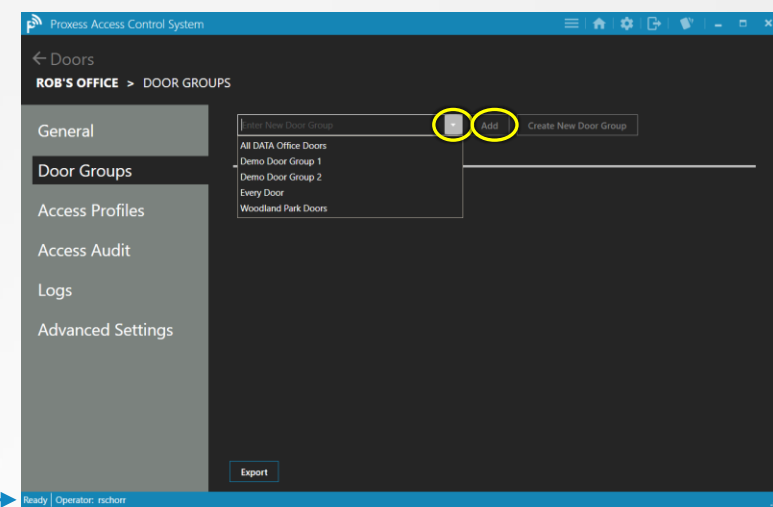 Proxess Access Control System
Doors
ROB'S OFFICE > DOOR GROUPS
General
Door Groups
Access Profiles
Access Audit
Logs
Advanced Settings
Enter New Door Group
Add
Create New Door Group
All DATA Office Doors
Demo Door Group 1
Demo Door Group 2
Every Door
Woodland Park Doors
Export
Ready
Operator: rschorr